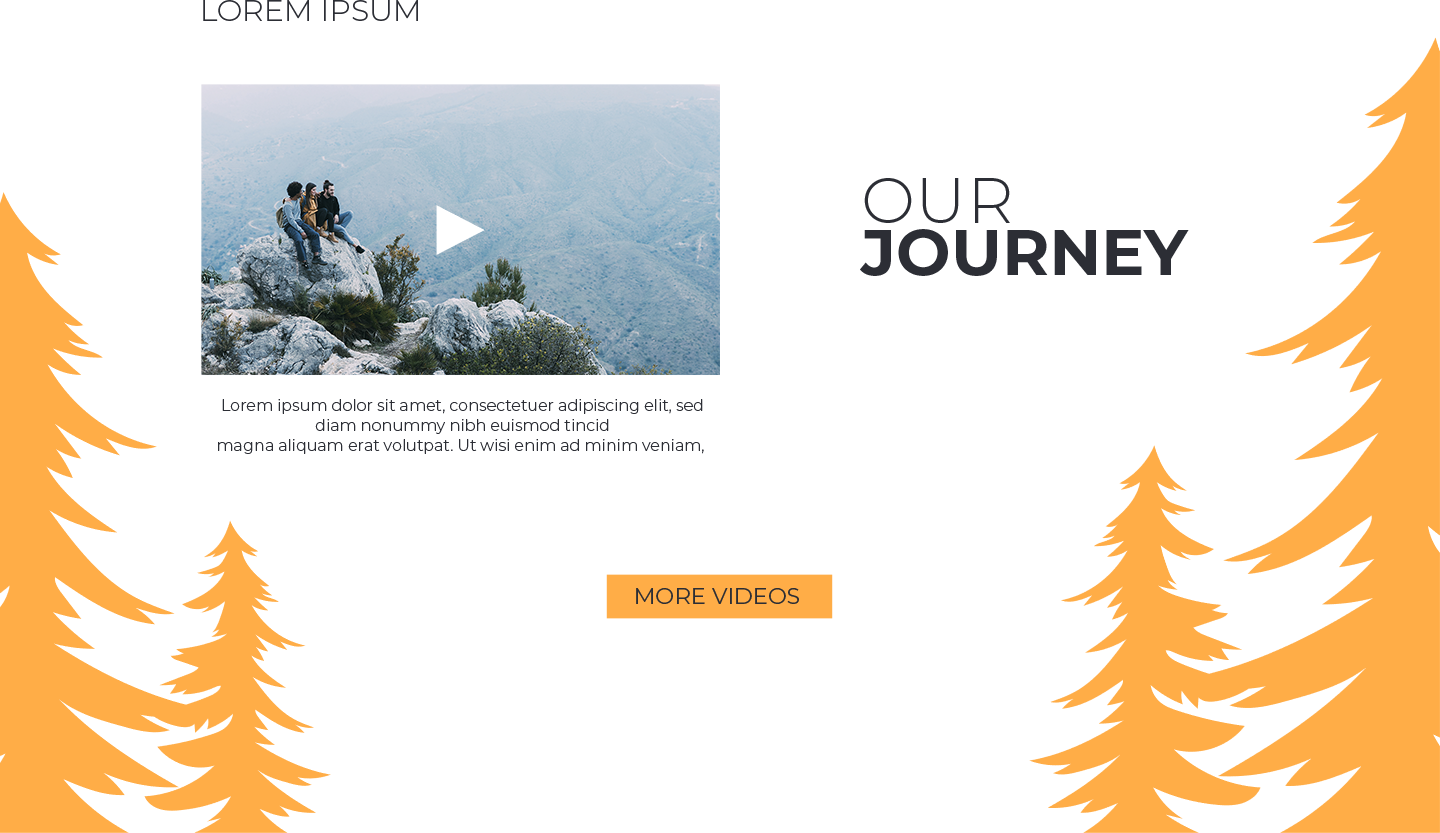 LOREM IPSUM
OUR
JOURNEY
Lorem ipsum dolor sit amet, consectetuer adipiscing elit, sed
diam nonummy nibh euismod tincid
magna aliquam erat volutpat. Ut wisi enim ad minim veniam,
MORE VIDEOS